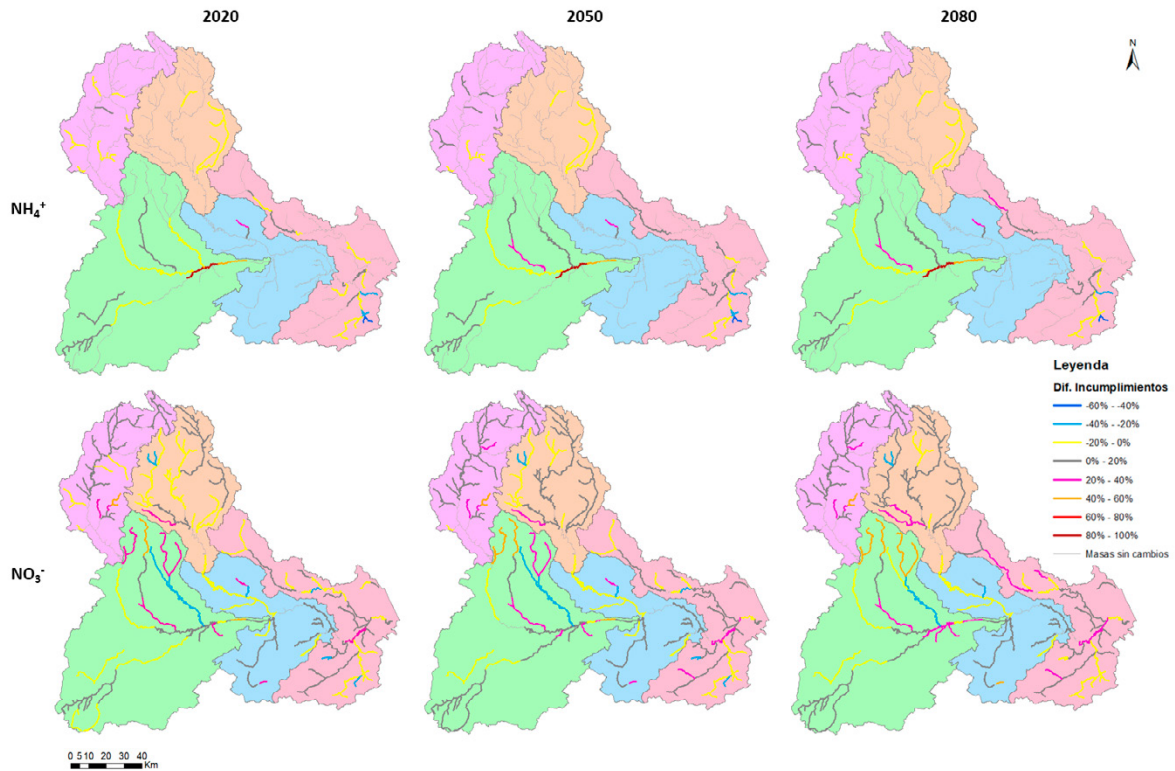 2020 2050 2080
N
NH₄⁺
Leyenda
Dif. Incumplimientos
-60% - -40%
-40% - -20%
-20% - 0%
0% - 20%
20% - 40%
40% - 60%
60% - 80%
80% - 100%
Masas sin cambios
NO₃⁻
0 5 10 20 30 40
Km